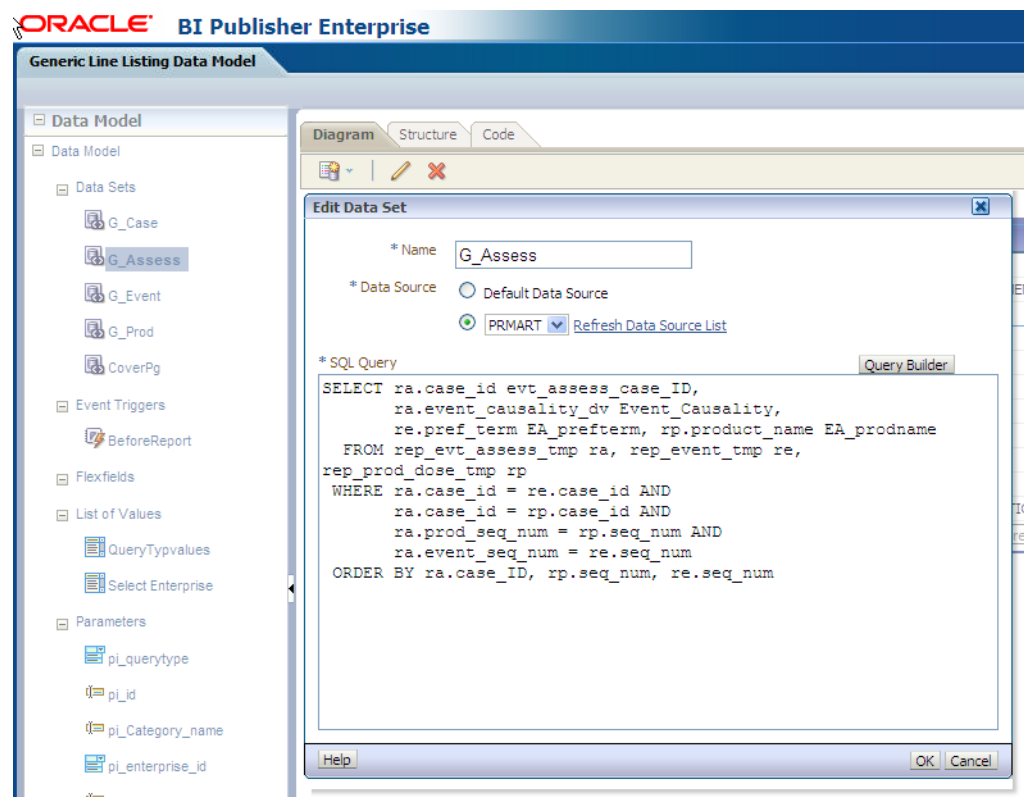 ORACLE BI Publisher Enterprise
Generic Line Listing Data Model
Data Model
Data Model
Data Sets
G_Case
G_Assess
G_Event
G_Prod
CoverPg
Event Triggers
BeforeReport
Flexfields
List of Values
QueryTypvalues
Select Enterprise
Parameters
pi_querytype
pi_id
pi_Category_name
pi_enterprise_id
Diagram Structure Code
Edit Data Set
* Name G_Assess
* Data Source Default Data Source
PRMART Refresh Data Source List
* SQL Query Query Builder
SELECT ra.case_id evt_assess_case_ID,
ra.event_causality_dv Event_Causality,
re.pref_term EA_prefterm, rp.product_name EA_prodname
FROM rep_evt_assess_tmp ra, rep_event_tmp re,
rep_prod_dose_tmp rp
WHERE ra.case_id = re.case_id AND
ra.case_id = rp.case_id AND
ra.prod_seq_num = rp.seq_num AND
ra.event_seq_num = re.seq_num
ORDER BY ra.case_ID, rp.seq_num, re.seq_num
Help OK Cancel